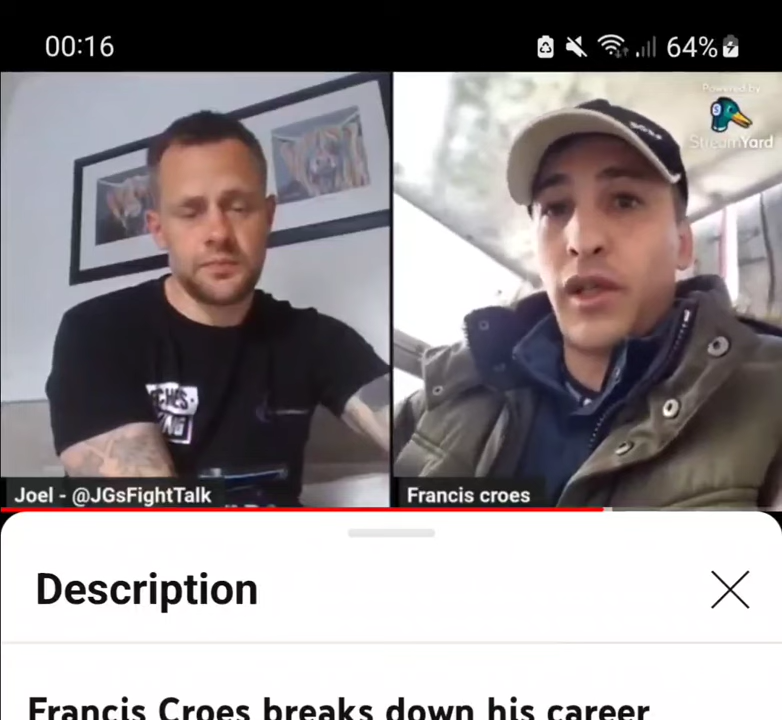 00:16
64%
Powered by
StreamYard
Joel - @JGsFightTalk
Francis croes
Description
Francis Croes breaks down his career